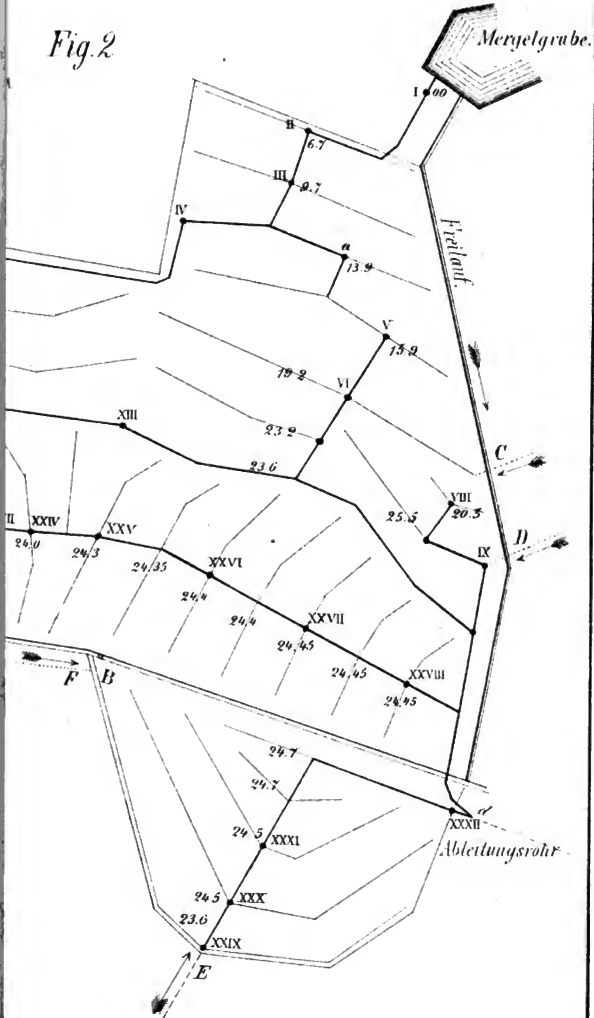 Fig. 2
Mergelgrube.
I 00
II
6.7
III
9.7
IV
a
13.9
Freilauf.
V
15.9
19 2
VI
XIII
23 2
C
23 6
VIII
20.5
25.5
D
IX
XXIV
24.0
XXV
24.3
24.35
XXVI
24.4
24.4
XXVII
24.45
24.45
XXVIII
24.45
F
B
24.7
24.7
XXXII
d
Ableitungsrohr
24 5
XXXI
24.5
XXX
23.6
XXIX
E